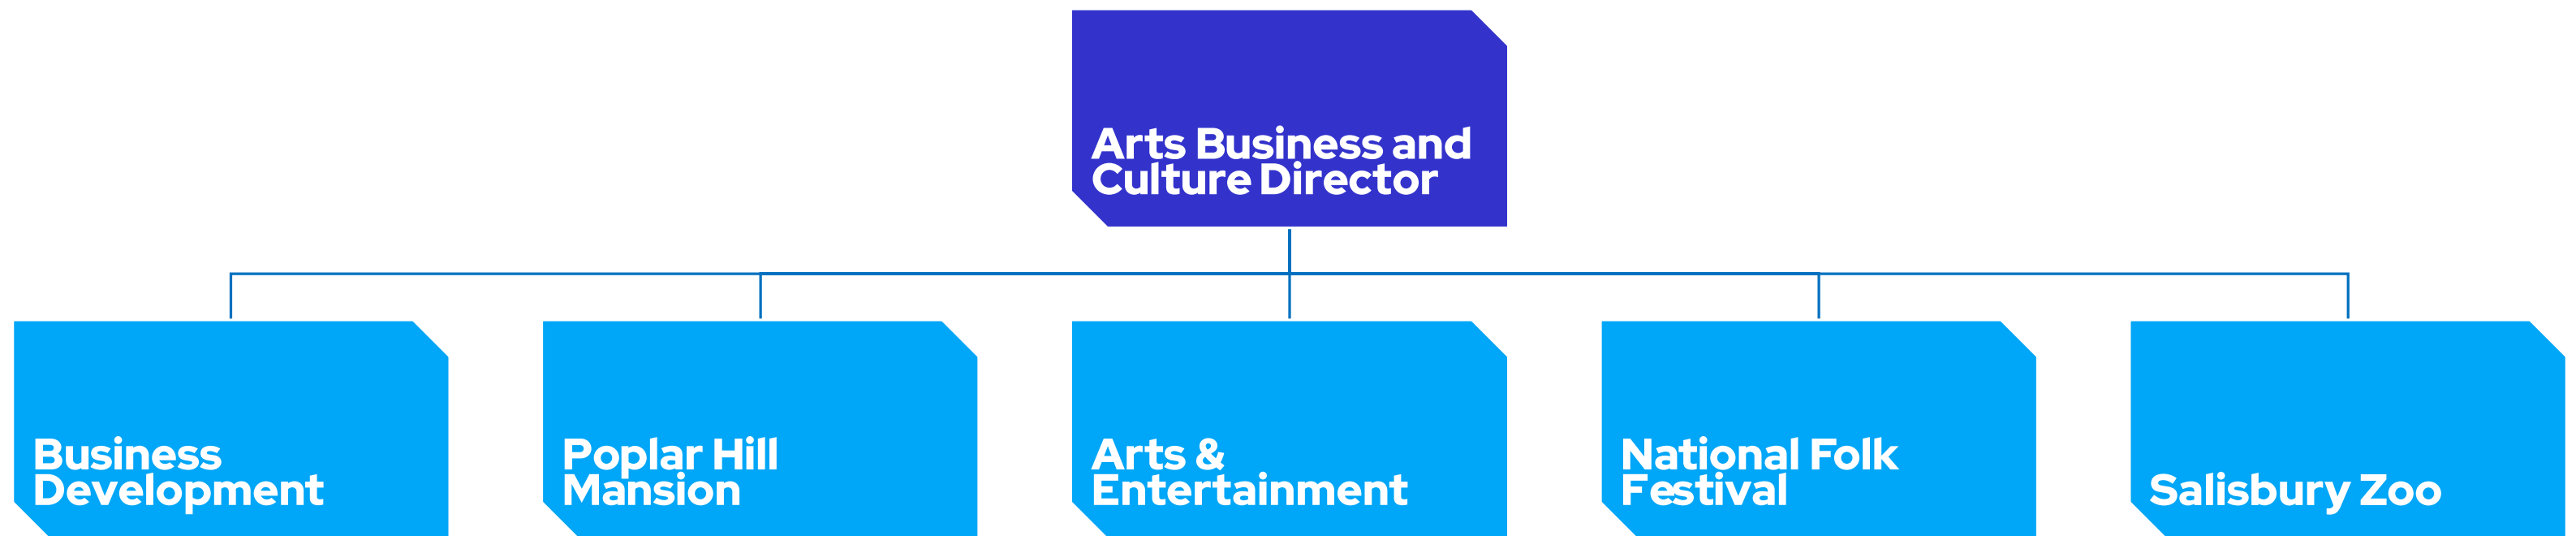 Arts Business and
Culture Director
Business
Development
Poplar Hill
Mansion
Arts &
Entertainment
National Folk
Festival
Salisbury Zoo